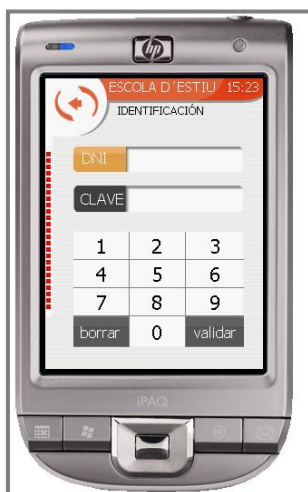 hp
ESCOLA D´ESTIU 15:23
IDENTIFICACIÓN
DNI
CLAVE
1 2 3
4 5 6
7 8 9
borrar 0 validar
iPAQ